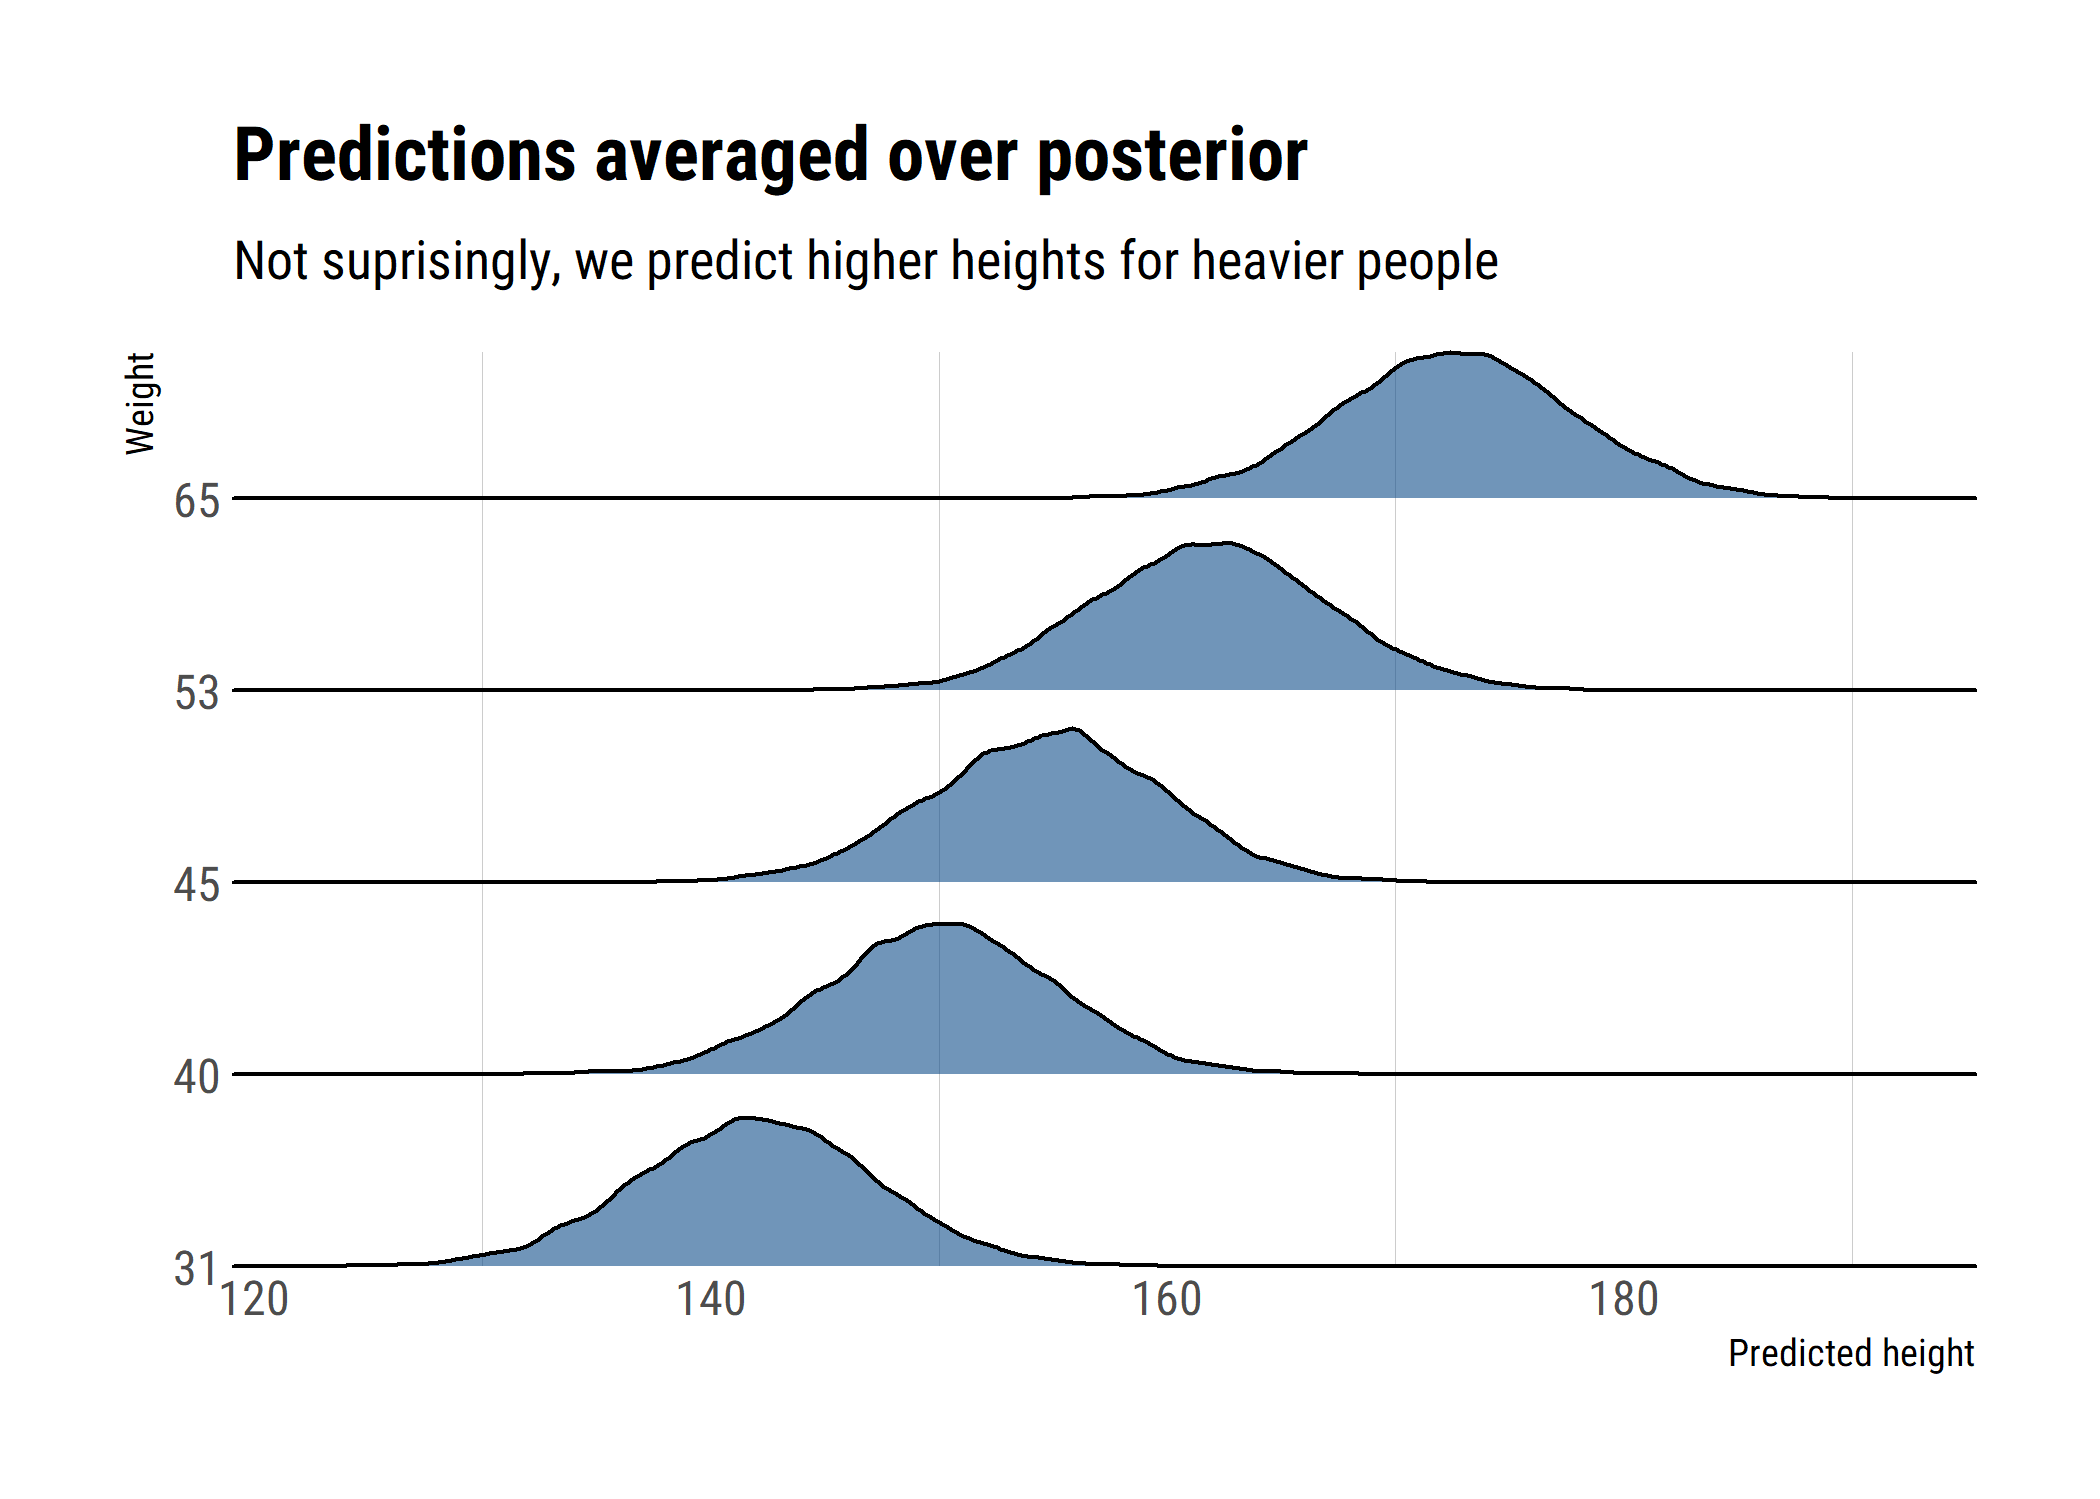 Predictions averaged over posterior
Not suprisingly, we predict higher heights for heavier people
Weight
65
53
45
40
31
120 140 160 180
Predicted height